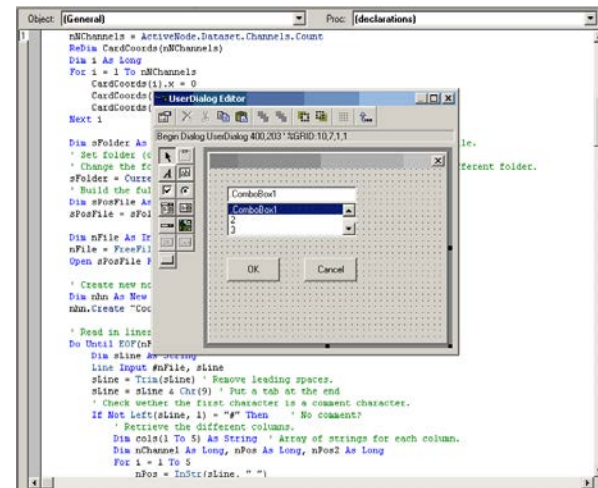 Object: (General) Proc: (declarations)
1
nNChannels = ActiveNode.Dataset.Channels.Count
ReDim CardCoords(nNChannels)
Dim i As Long
For i = 1 To nNChannels
CardCoords(i).x = 0
CardCoords(
CardCoords(
Next i
UserDialog Editor
Begin Dialog UserDialog 400,203 ' %GRID:10,7,1,1
A
ComboBox1
ComboBox1
2
3
OK Cancel
Dim sFolder As le.
' Set folder (
' Change the fo fferent folder.
sFolder = Curre
' Build the ful
Dim sPosFile As
sPosFile = sFol
Dim nFile As In
nFile = FreeFil
Open sPosFile F
' Create new no
Dim nhn As New
nhn.Create "Coo
' Read in lines
Do Until EOF(nF
Dim sLine As String
Line Input #nFile, sLine
sLine = Trim(sLine) ' Remove leading spaces.
sLine = sLine & Chr(9) ' Put a tab at the end
' Check wether the first character is a comment character.
If Not Left(sLine, 1) = "#" Then ' No comment?
' Retrieve the different columns.
Dim cols(1 To 5) As String ' Array of strings for each column.
Dim nChannel As Long, nPos As Long, nPos2 As Long
For i = 1 To 5
nPos = InStr(sLine, " ")